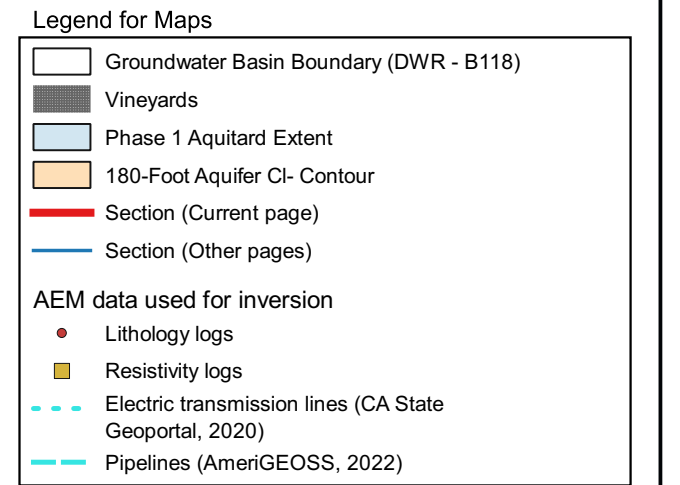 Legend for Maps
Groundwater Basin Boundary (DWR - B118)
Vineyards
Phase 1 Aquitard Extent
180-Foot Aquifer Cl- Contour
Section (Current page)
Section (Other pages)
AEM data used for inversion
Lithology logs
Resistivity logs
Electric transmission lines (CA State
Geoportal, 2020)
Pipelines (AmeriGEOSS, 2022)